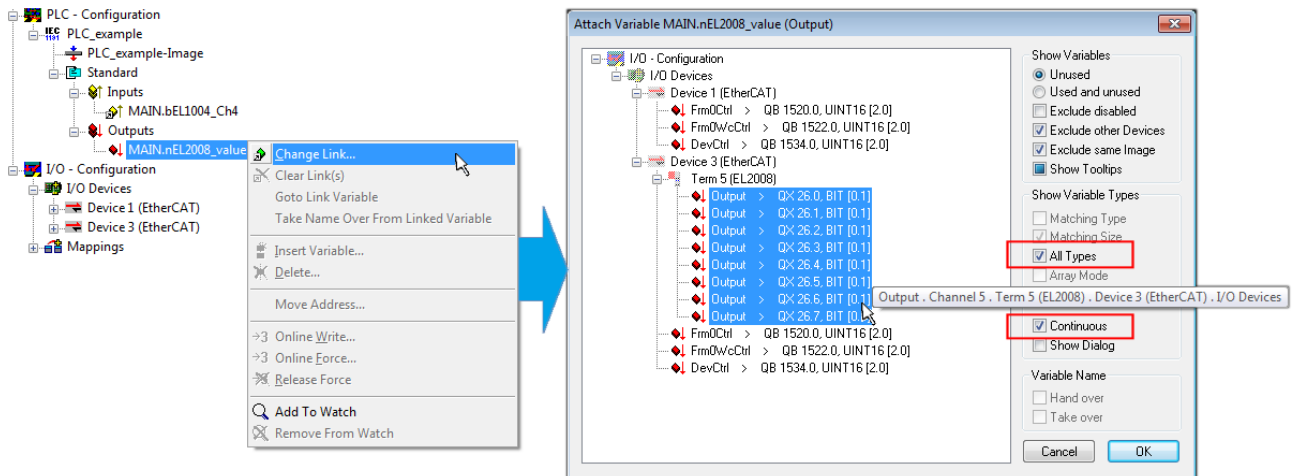 PLC - Configuration
PLC_example
PLC_example-Image
Standard
Inputs
MAIN.bEL1004_Ch4
Outputs
MAIN.nEL2008_value
I/O - Configuration
I/O Devices
Device 1 (EtherCAT)
Device 3 (EtherCAT)
Mappings
Change Link...
Clear Link(s)
Goto Link Variable
Take Name Over From Linked Variable
Insert Variable...
Delete...
Move Address...
Online Write...
Online Force...
Release Force
Add To Watch
Remove From Watch
Attach Variable MAIN.nEL2008_value (Output)
I/O - Configuration
I/O Devices
Device 1 (EtherCAT)
Frm0Ctrl > QB 1520.0, UINT16 [2.0]
Frm0WcCtrl > QB 1522.0, UINT16 [2.0]
DevCtrl > QB 1534.0, UINT16 [2.0]
Device 3 (EtherCAT)
Term 5 (EL2008)
Output > QX 26.0, BIT [0.1]
Output > QX 26.1, BIT [0.1]
Output > QX 26.2, BIT [0.1]
Output > QX 26.3, BIT [0.1]
Output > QX 26.4, BIT [0.1]
Output > QX 26.5, BIT [0.1]
Output > QX 26.6, BIT [0.1]
Output > QX 26.7, BIT
Output . Channel 5 . Term 5 (EL2008) . Device 3 (EtherCAT) . I/O Devices
Frm0Ctrl > QB 1520.0, UINT16 [2.0]
Frm0WcCtrl > QB 1522.0, UINT16 [2.0]
DevCtrl > QB 1534.0, UINT16 [2.0]
Show Variables
Unused
Used and unused
Exclude disabled
Exclude other Devices
Exclude same Image
Show Tooltips
Show Variable Types
Matching Type
Matching Size
All Types
Array Mode
Continuous
Show Dialog
Variable Name
Hand over
Take over
Cancel
OK